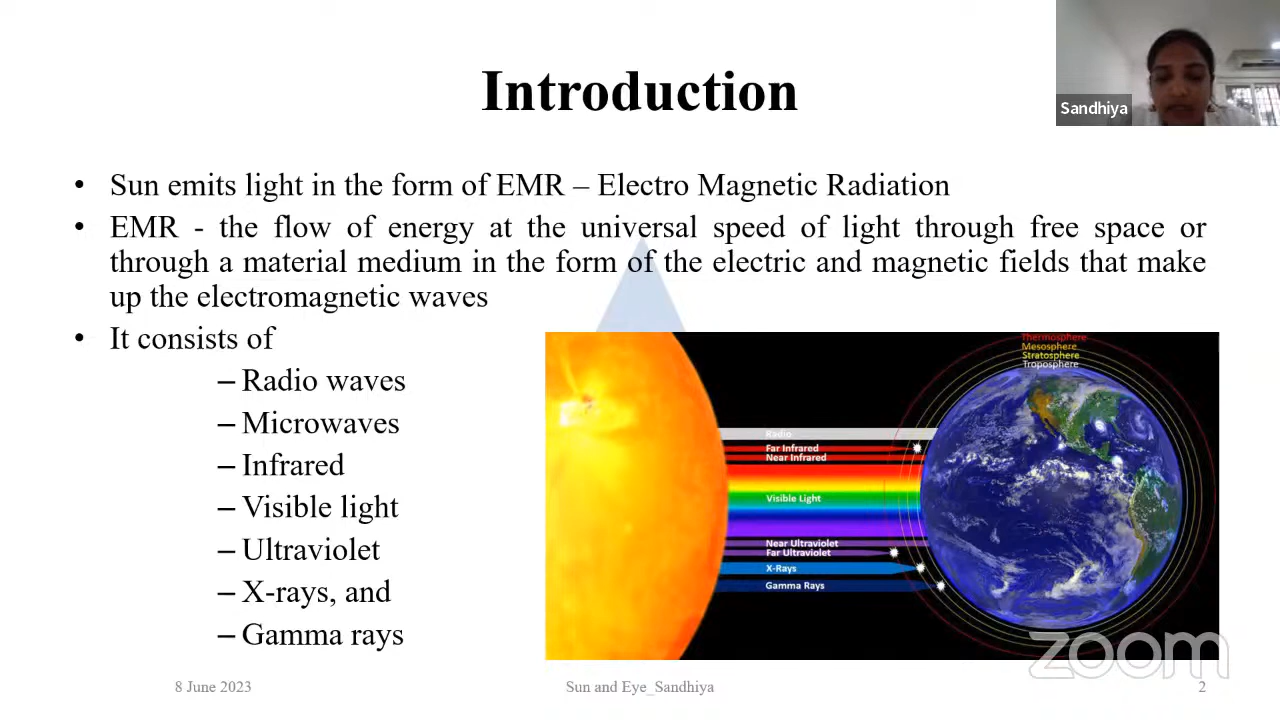 Introduction
Sandhiya
• Sun emits light in the form of EMR – Electro Magnetic Radiation
• EMR - the flow of energy at the universal speed of light through free space or
through a material medium in the form of the electric and magnetic fields that make
up the electromagnetic waves
• It consists of
– Radio waves
– Microwaves
– Infrared
– Visible light
– Ultraviolet
– X-rays, and
– Gamma rays
Thermosphere
Mesosphere
Stratosphere
Troposphere
Radio
Far Infrared
Near Infrared
Visible Light
Near Ultraviolet
Far Ultraviolet
X-Rays
Gamma Rays
zoom
8 June 2023
Sun and Eye_Sandhiya
2